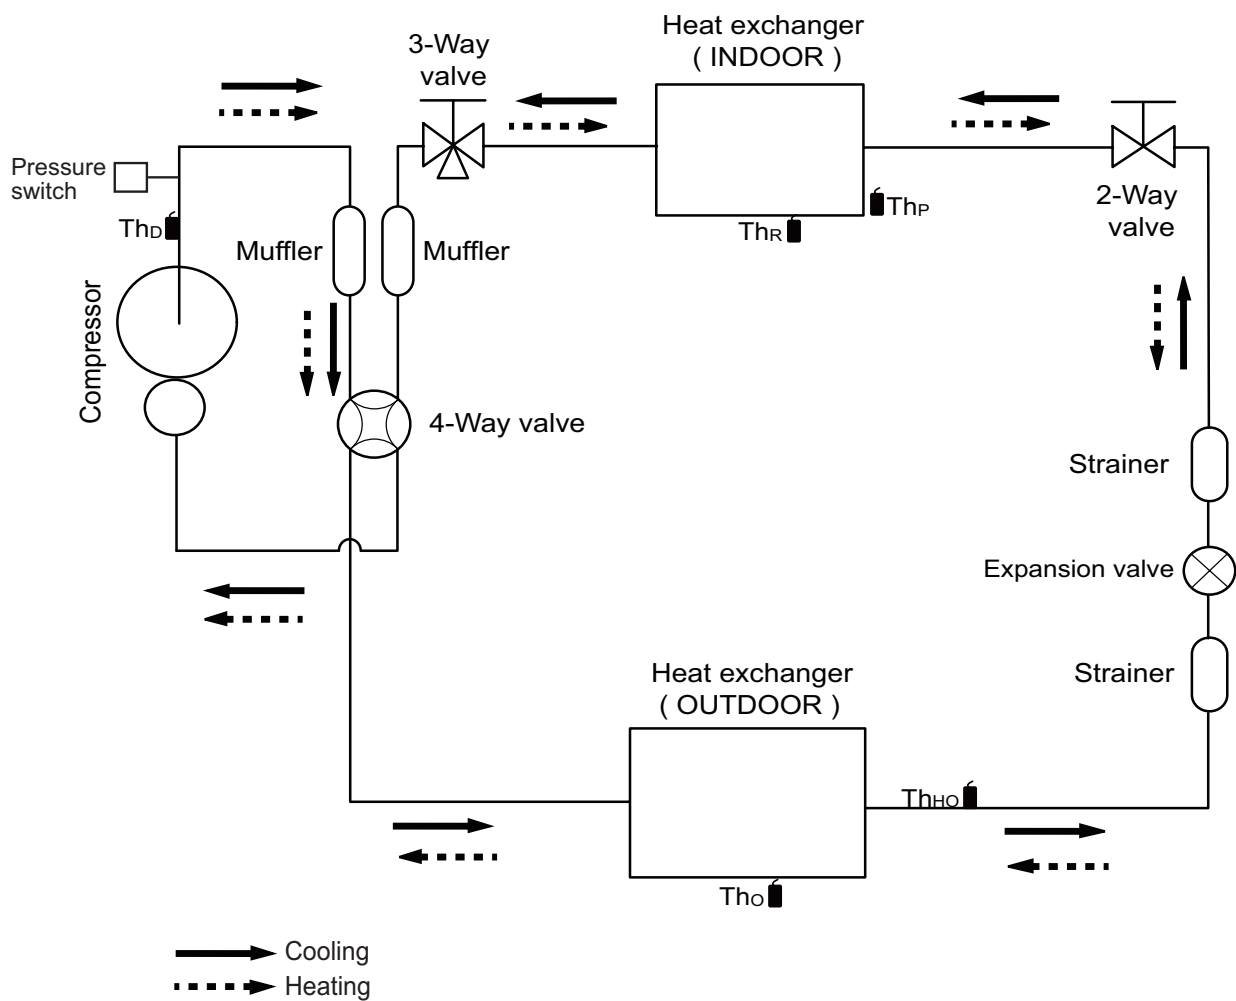 Heat exchanger
( INDOOR )
3-Way
valve
Pressure
switch
ThD
Muffler
Muffler
ThR
ThP
2-Way
valve
Compressor
4-Way valve
Strainer
Expansion valve
Strainer
Heat exchanger
( OUTDOOR )
ThHO
ThO
Cooling
Heating